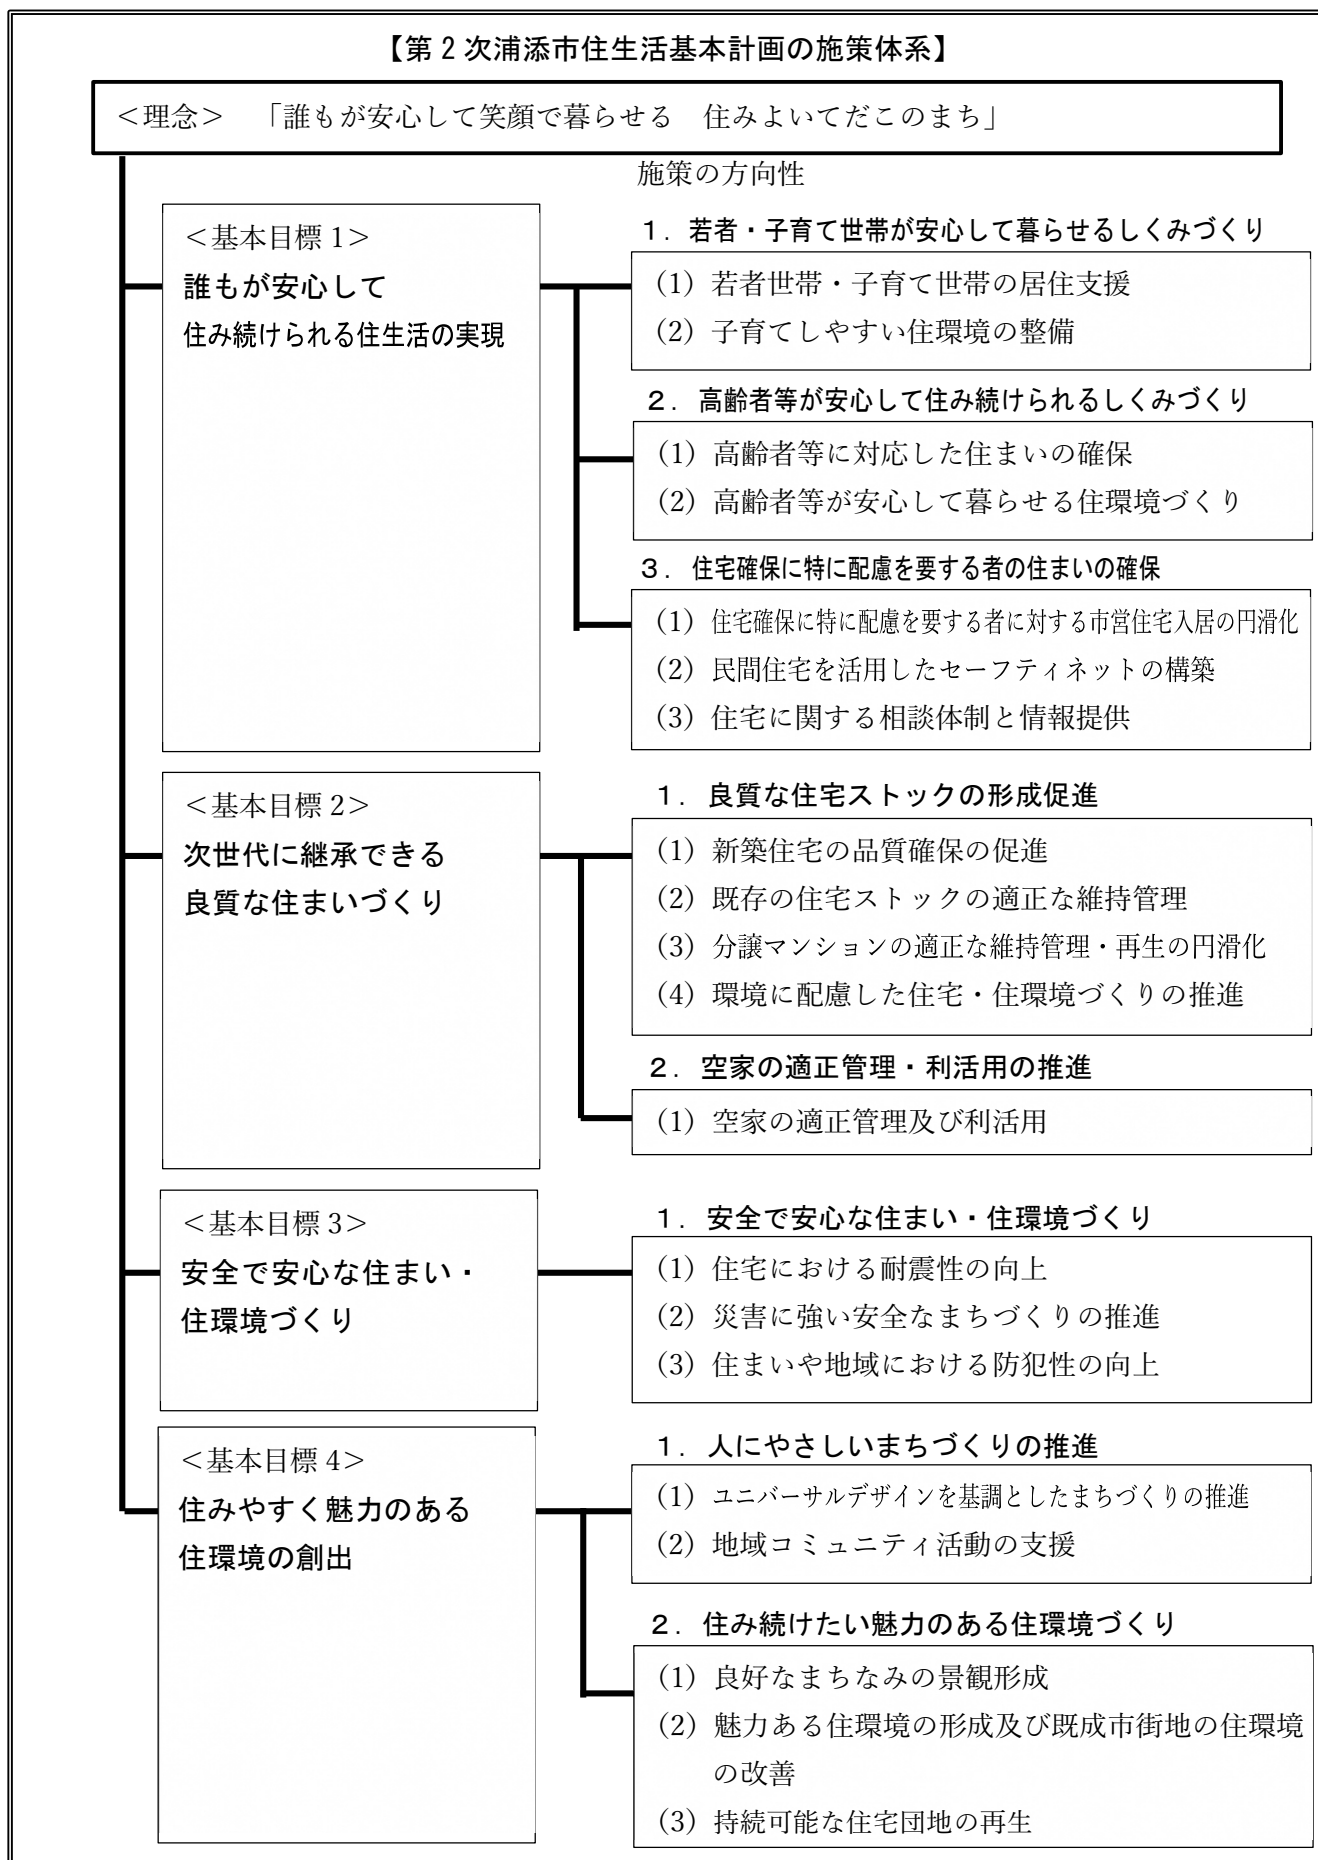 【第2次浦添市住生活基本計画の施策体系】
＜理念＞　「誰もが安心して笑顔で暮らせる　住みよいてだこのまち」
施策の方向性
＜基本目標1＞
誰もが安心して
住み続けられる住生活の実現
1．若者・子育て世帯が安心して暮らせるしくみづくり
(1) 若者世帯・子育て世帯の居住支援
(2) 子育てしやすい住環境の整備
2．高齢者等が安心して住み続けられるしくみづくり
(1) 高齢者等に対応した住まいの確保
(2) 高齢者等が安心して暮らせる住環境づくり
3．住宅確保に特に配慮を要する者の住まいの確保
(1) 住宅確保に特に配慮を要する者に対する市営住宅入居の円滑化
(2) 民間住宅を活用したセーフティネットの構築
(3) 住宅に関する相談体制と情報提供
＜基本目標2＞
次世代に継承できる
良質な住まいづくり
1．良質な住宅ストックの形成促進
(1) 新築住宅の品質確保の促進
(2) 既存の住宅ストックの適正な維持管理
(3) 分譲マンションの適正な維持管理・再生の円滑化
(4) 環境に配慮した住宅・住環境づくりの推進
2．空家の適正管理・利活用の推進
(1) 空家の適正管理及び利活用
＜基本目標3＞
安全で安心な住まい・
住環境づくり
1．安全で安心な住まい・住環境づくり
(1) 住宅における耐震性の向上
(2) 災害に強い安全なまちづくりの推進
(3) 住まいや地域における防犯性の向上
＜基本目標4＞
住みやすく魅力のある
住環境の創出
1．人にやさしいまちづくりの推進
(1) ユニバーサルデザインを基調としたまちづくりの推進
(2) 地域コミュニティ活動の支援
2．住み続けたい魅力のある住環境づくり
(1) 良好なまちなみの景観形成
(2) 魅力ある住環境の形成及び既成市街地の住環境
の改善
(3) 持続可能な住宅団地の再生